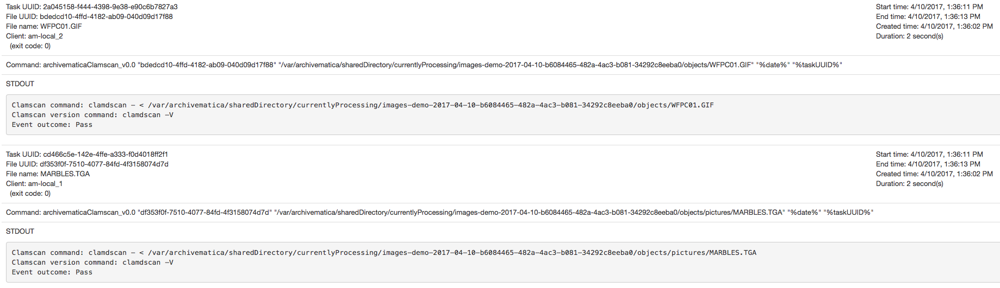 Task UUID: 2a045158-f444-4398-9e38-e90c6b7827a3
Start time: 4/10/2017, 1:36:11 PM
File UUID: bdedcd10-4ffd-4182-ab09-040d09d17f88
End time: 4/10/2017, 1:36:13 PM
File name: WFPC01.GIF
Created time: 4/10/2017, 1:36:02 PM
Client: am-local_2
Duration: 2 second(s)
(exit code: 0)
Command: archivematicaClamscan_v0.0 "bdedcd10-4ffd-4182-ab09-040d09d17f88" "/var/archivematica/sharedDirectory/currentlyProcessing/images-demo-2017-04-10-b6084465-482a-4ac3-b081-34292c8eeba0/objects/WFPC01.GIF" "%date%" "%taskUUID%"
STDOUT
Clamscan command: clamdscan – < /var/archivematica/sharedDirectory/currentlyProcessing/images–demo–2017–04–10–b6084465–482a–4ac3–b081–34292c8eeba0/objects/WFPC01.GIF
Clamscan version command: clamdscan –V
Event outcome: Pass
Task UUID: cd466c5e-142e-4ffe-a333-f0d4018ff2f1
Start time: 4/10/2017, 1:36:11 PM
File UUID: df353f0f-7510-4077-84fd-4f3158074d7d
End time: 4/10/2017, 1:36:13 PM
File name: MARBLES.TGA
Created time: 4/10/2017, 1:36:02 PM
Client: am-local_1
Duration: 2 second(s)
(exit code: 0)
Command: archivematicaClamscan_v0.0 "df353f0f-7510-4077-84fd-4f3158074d7d" "/var/archivematica/sharedDirectory/currentlyProcessing/images-demo-2017-04-10-b6084465-482a-4ac3-b081-34292c8eeba0/objects/pictures/MARBLES.TGA" "%date%" "%taskUUID%"
STDOUT
Clamscan command: clamdscan – < /var/archivematica/sharedDirectory/currentlyProcessing/images–demo–2017–04–10–b6084465–482a–4ac3–b081–34292c8eeba0/objects/pictures/MARBLES.TGA
Clamscan version command: clamdscan –V
Event outcome: Pass